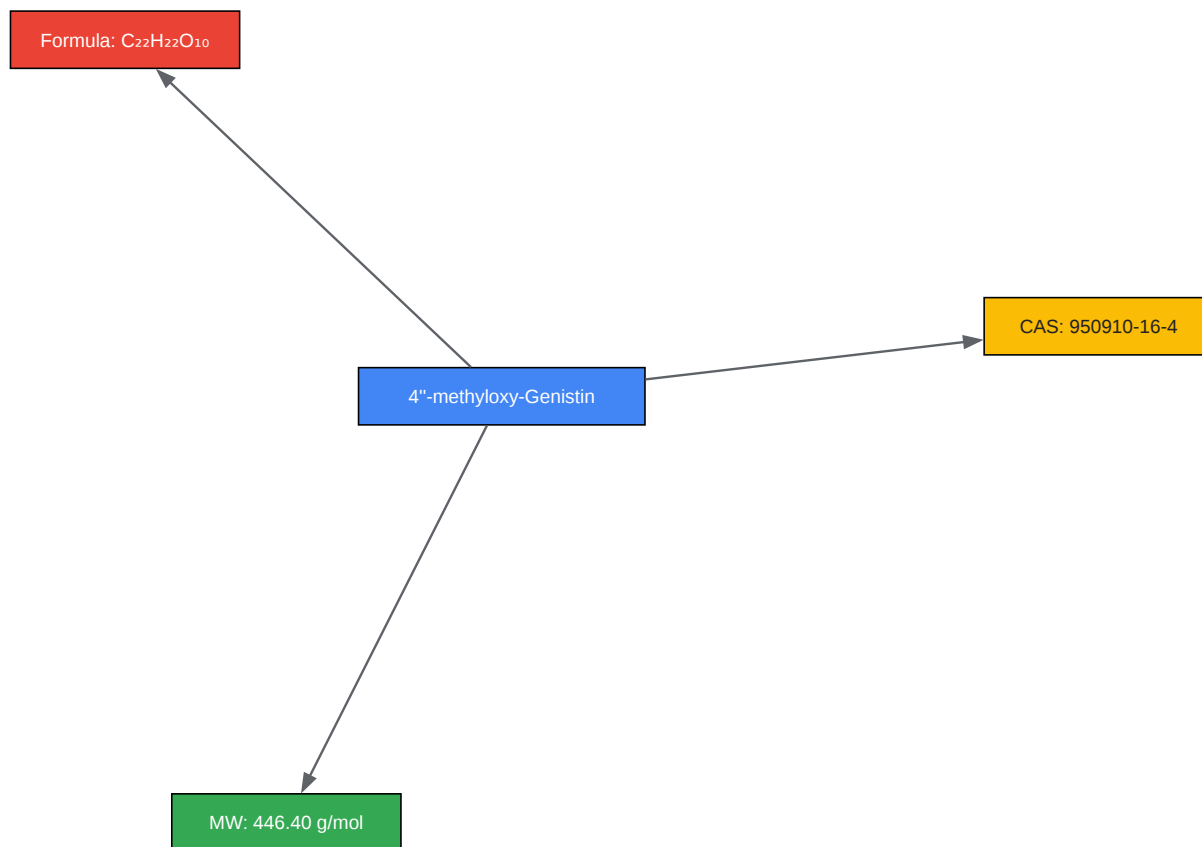 Formula: C₂₂H₂₂O₁₀
CAS: 950910-16-4
4''-methyloxy-Genistin
MW: 446.40 g/mol